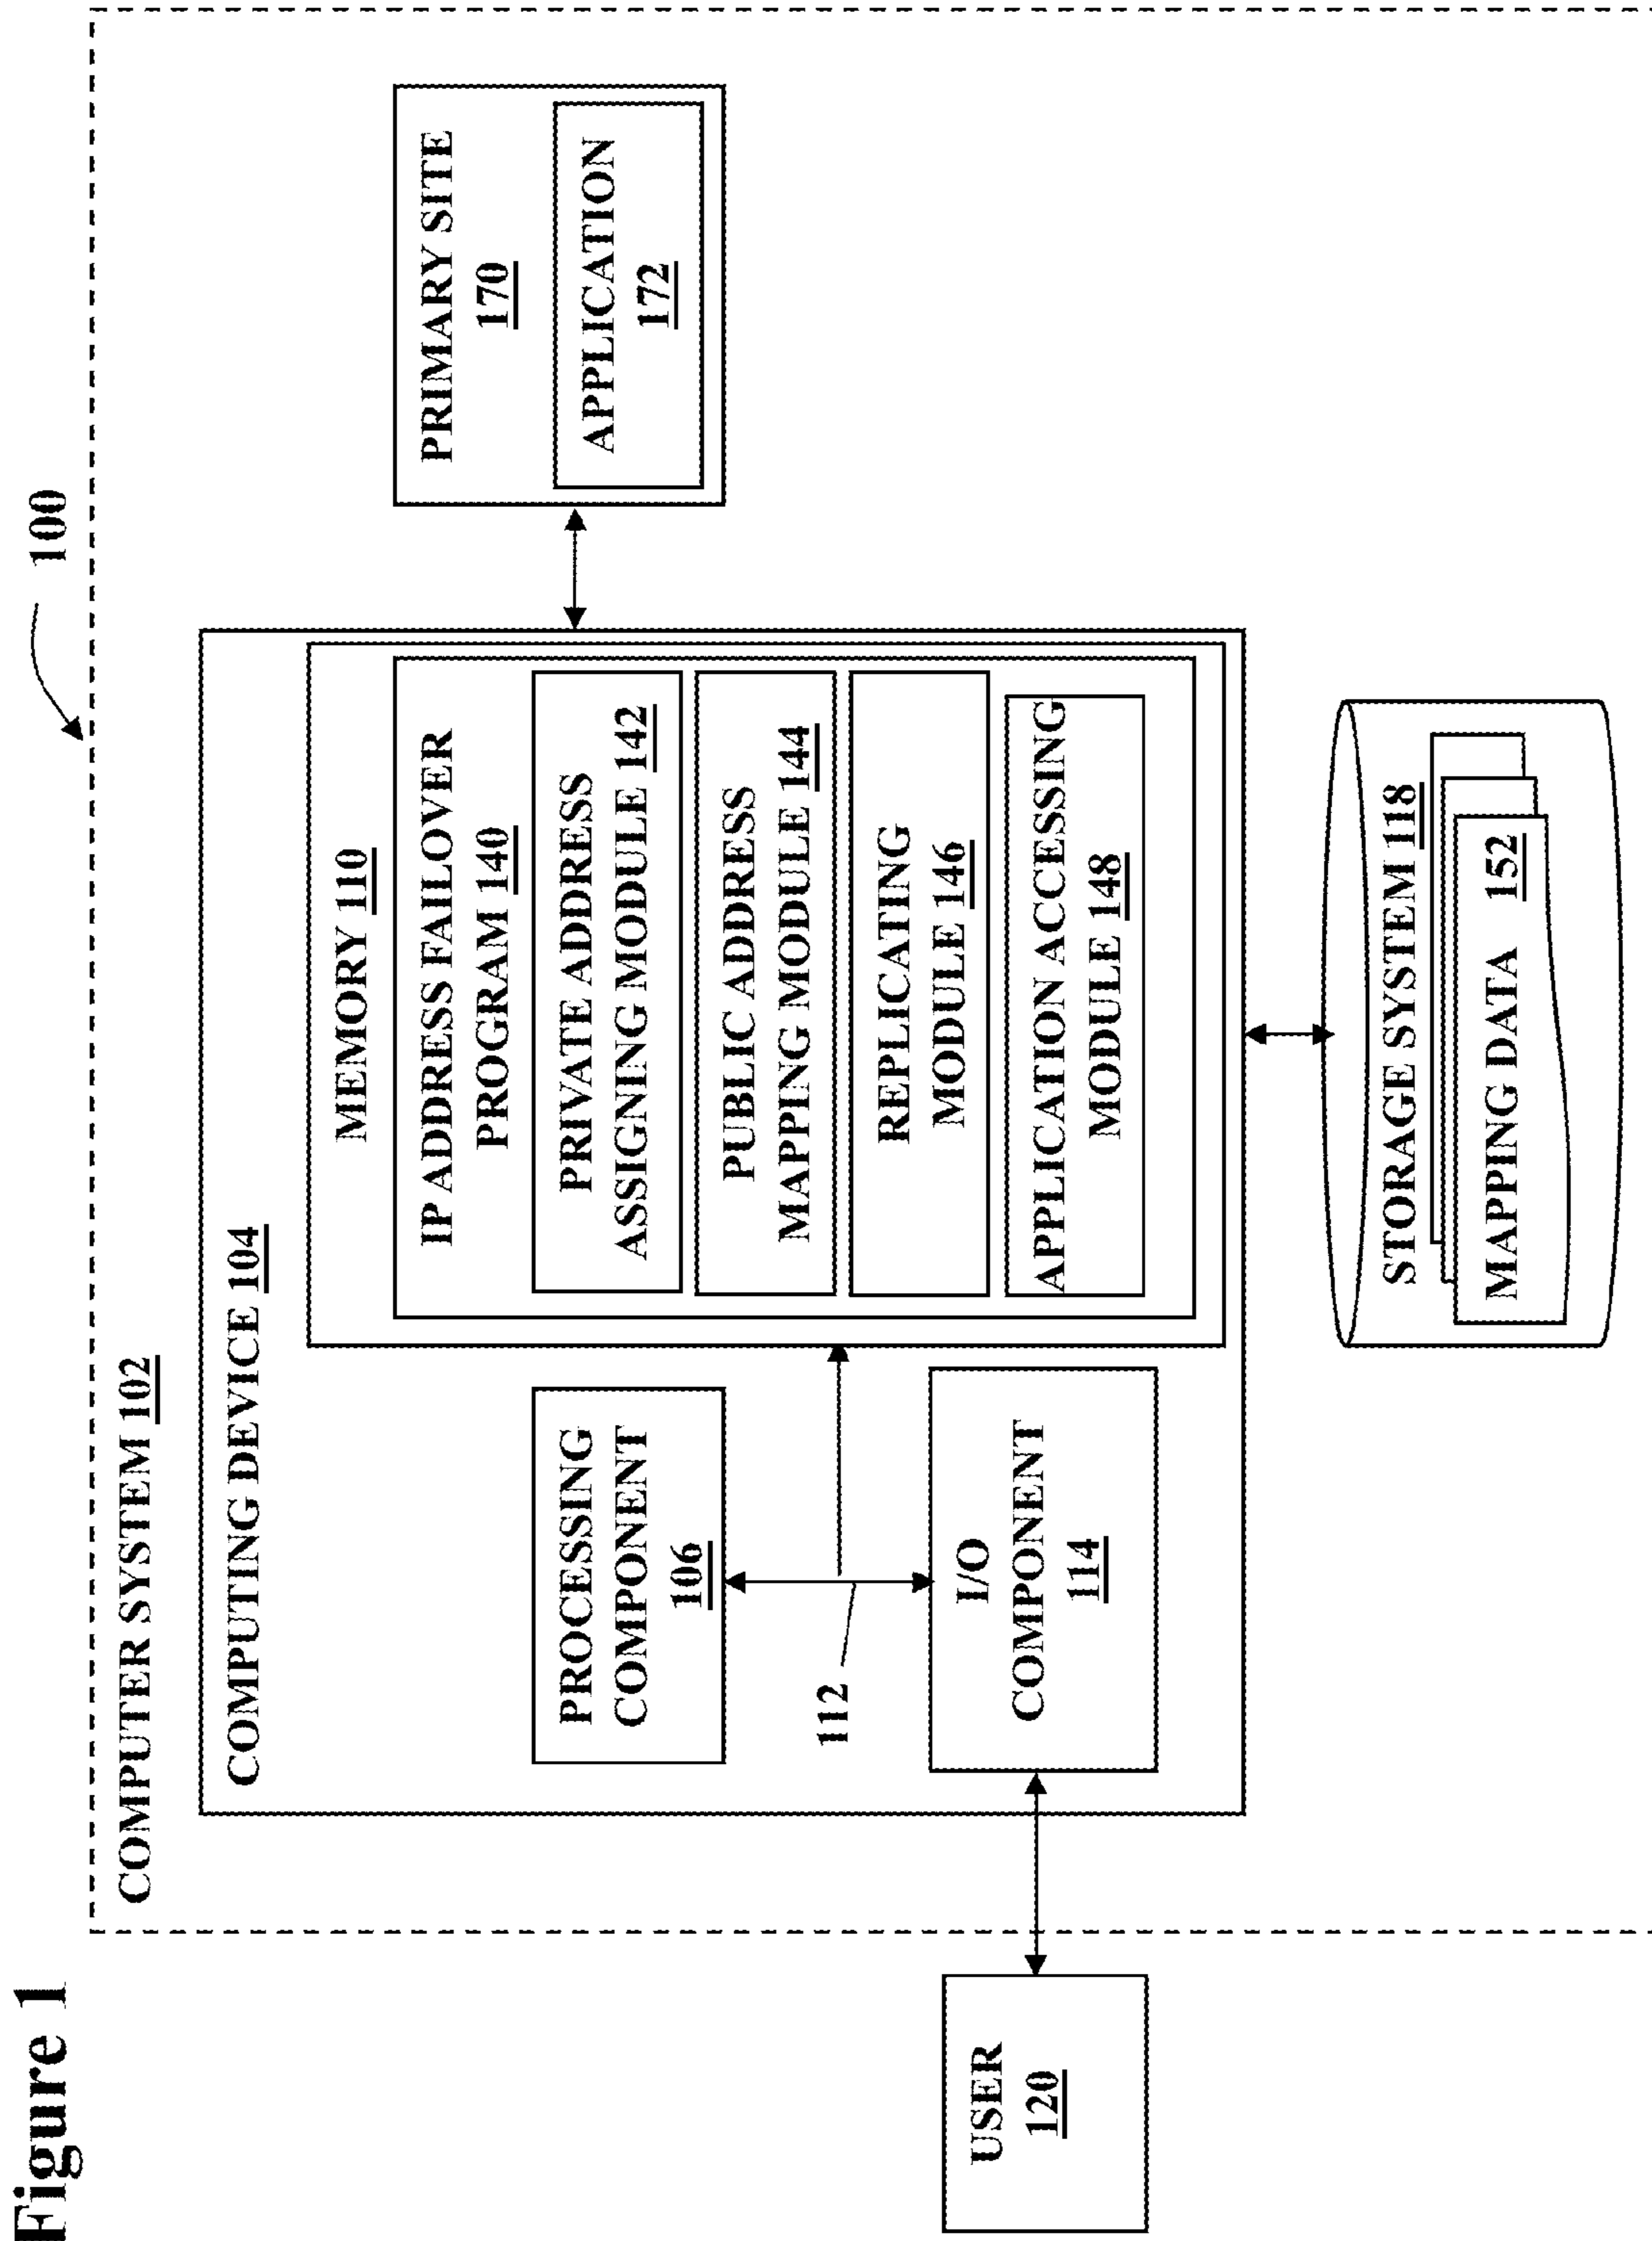 Figure 1
100
COMPUTER SYSTEM 102
COMPUTING DEVICE 104
MEMORY 110
IP ADDRESS FAILOVER
PROGRAM 140
PRIVATE ADDRESS
ASSIGNING MODULE 142
PUBLIC ADDRESS
MAPPING MODULE 144
REPLICATING
MODULE 146
APPLICATION ACCESSING
MODULE 148
PROCESSING
COMPONENT
106
112
I/O
COMPONENT
114
USER
120
PRIMARY SITE
170
APPLICATION
172
STORAGE SYSTEM 118
MAPPING DATA 152